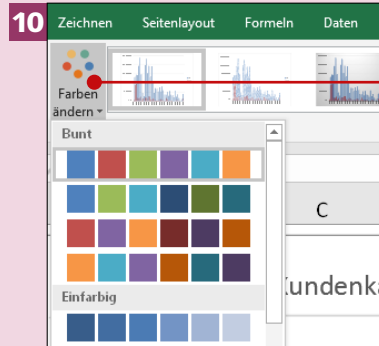 10
Zeichnen Seitenlayout Formeln Daten
Farben
ändern
Bunt
C
Kundenka
Einfarbig